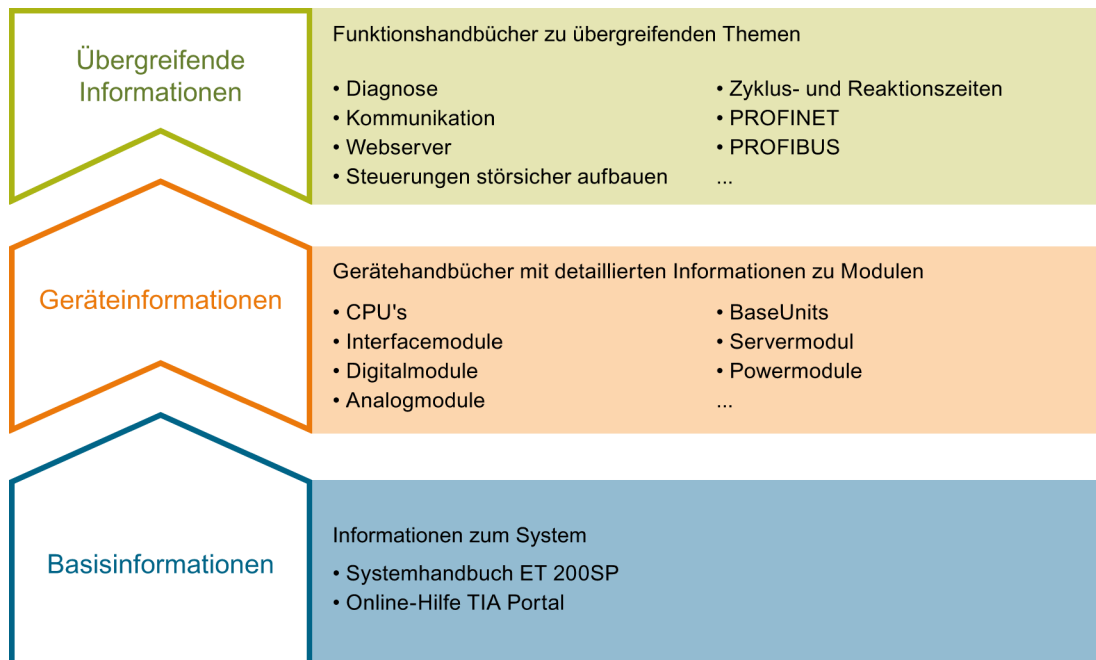 Übergreifende
Informationen
Funktionshandbücher zu übergreifenden Themen
• Diagnose
• Kommunikation
• Webserver
• Steuerungen störsicher aufbauen
• Zyklus- und Reaktionszeiten
• PROFINET
• PROFIBUS
...
Geräteinformationen
Gerätehandbücher mit detaillierten Informationen zu Modulen
• CPU's
• Interfacemodule
• Digitalmodule
• Analogmodule
• BaseUnits
• Servermodul
• Powermodule
...
Basisinformationen
Informationen zum System
• Systemhandbuch ET 200SP
• Online-Hilfe TIA Portal